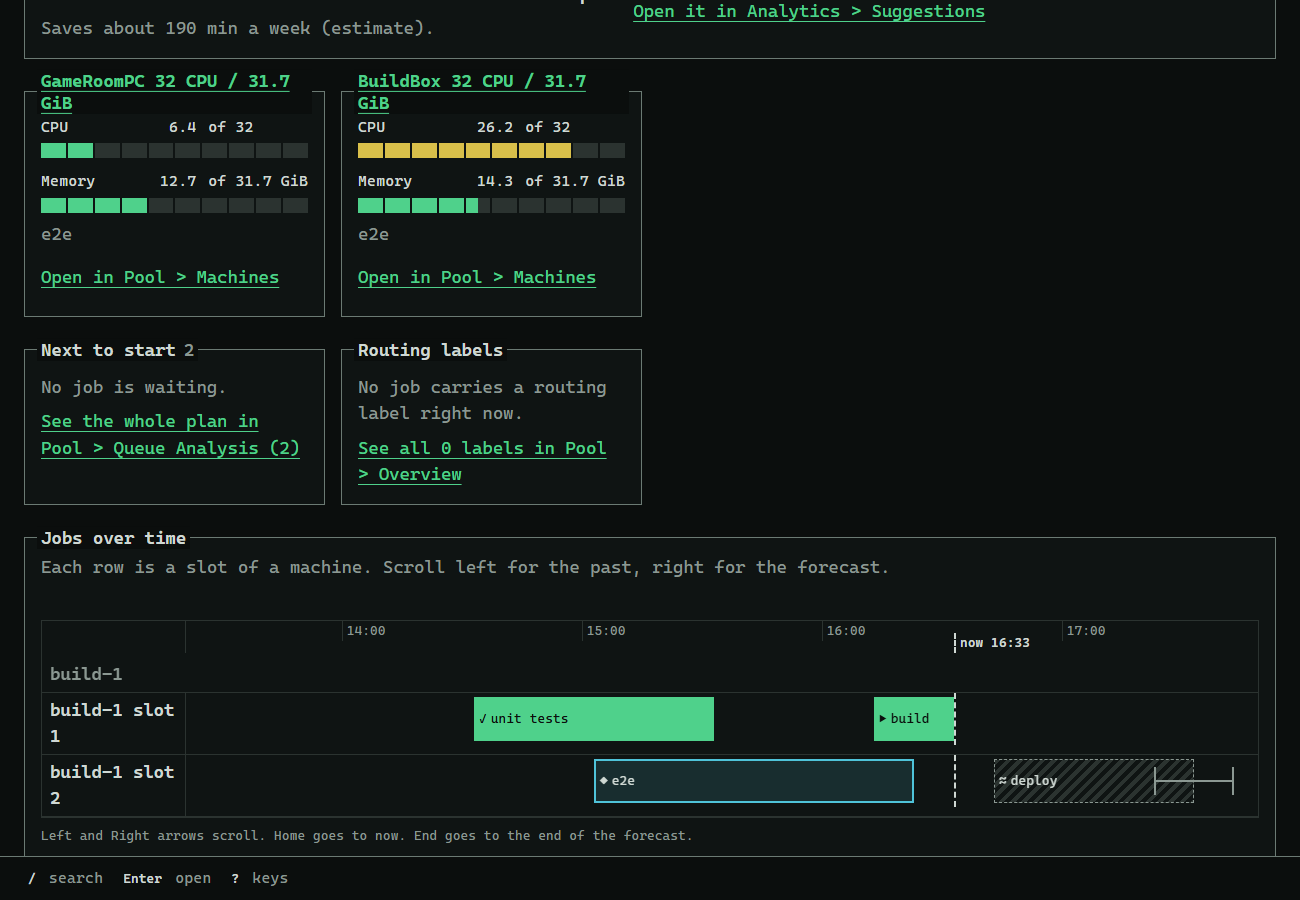 Open it in Analytics > Suggestions
Saves about 190 min a week (estimate).
GameRoomPC 32 CPU / 31.7
GiB
CPU 6.4 of 32
Memory 12.7 of 31.7 GiB
e2e
Open in Pool > Machines
BuildBox 32 CPU / 31.7
GiB
CPU 26.2 of 32
Memory 14.3 of 31.7 GiB
e2e
Open in Pool > Machines
Next to start 2
No job is waiting.
See the whole plan in
Pool > Queue Analysis (2)
Routing labels
No job carries a routing
label right now.
See all 0 labels in Pool
> Overview
Jobs over time
Each row is a slot of a machine. Scroll left for the past, right for the forecast.
14:00 15:00 16:00 17:00
now 16:33
build-1
build-1 slot
1
✓ unit tests
▶ build
build-1 slot
2
◆ e2e
≈ deploy
Left and Right arrows scroll. Home goes to now. End goes to the end of the forecast.
/ search Enter open ? keys